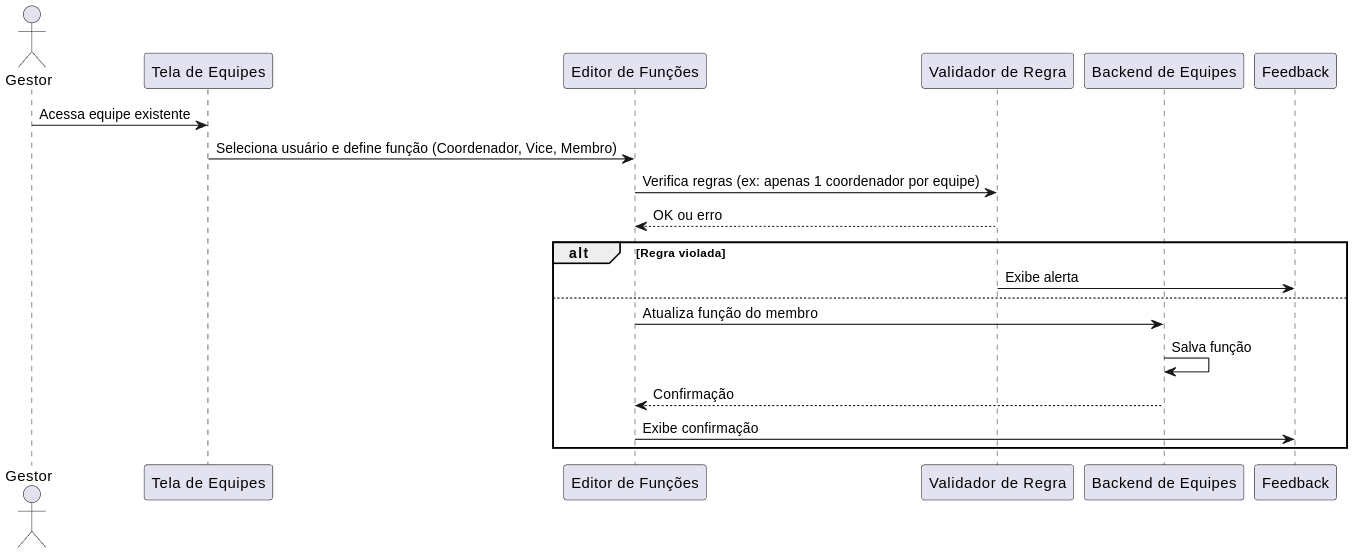 Gestor
Tela de Equipes
Editor de Funções
Validador de Regra
Backend de Equipes
Feedback
Acessa equipe existente
Seleciona usuário e define função (Coordenador, Vice, Membro)
Verifica regras (ex: apenas 1 coordenador por equipe)
OK ou erro
alt
[Regra violada]
Exibe alerta
Atualiza função do membro
Salva função
Confirmação
Exibe confirmação
Gestor
Tela de Equipes
Editor de Funções
Validador de Regra
Backend de Equipes
Feedback